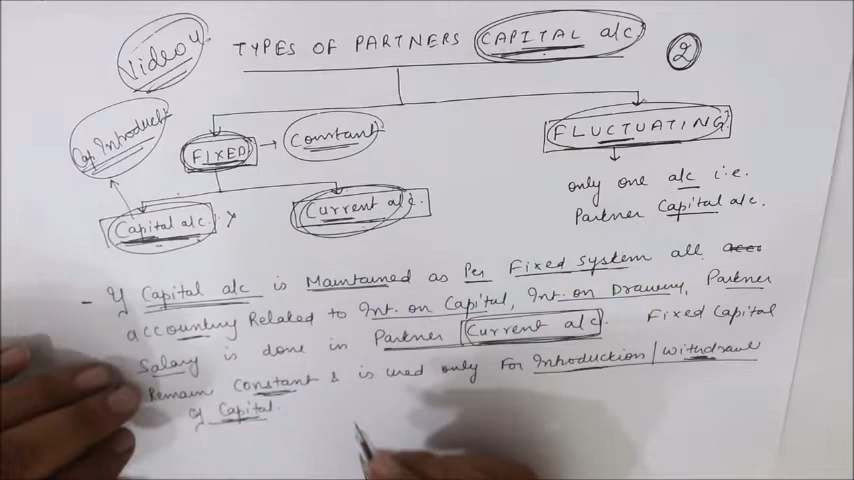 Video 4
TYPES OF PARTNERS CAPITAL a/c.
2
Cap Introduct
FIXED → Constant
FLUCTUATING
Capital a/c.
Current a/c.
only one a/c i.e.
Partner Capital a/c.
- If Capital a/c is Maintained as Per Fixed System all
accounting Related to Int. on Capital, Int. on Drawing, Partner
Salary is done in Partner Current a/c. Fixed Capital
Remain Constant & is used only For Introduction / withdrawl
of Capital.